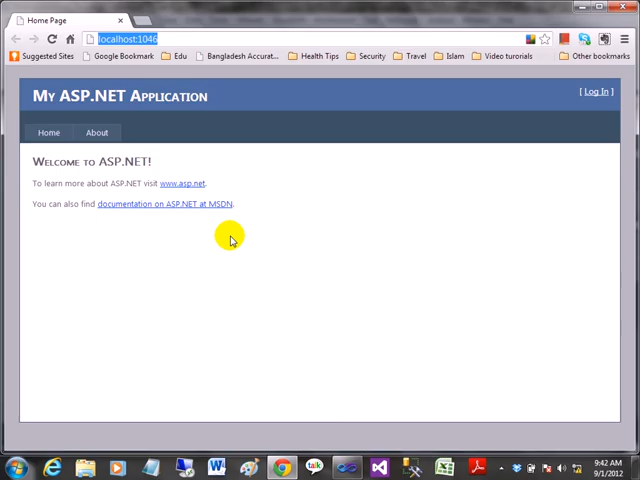 Home Page
localhost:1046
Suggested Sites Google Bookmark Edu Bangladesh Accurat... Health Tips Security Travel Islam Video turorials Other bookmarks
MY ASP.NET APPLICATION
[ Log In ]
Home About
WELCOME TO ASP.NET!
To learn more about ASP.NET visit www.asp.net.
You can also find documentation on ASP.NET at MSDN.
talk
9:42 AM
9/1/2012